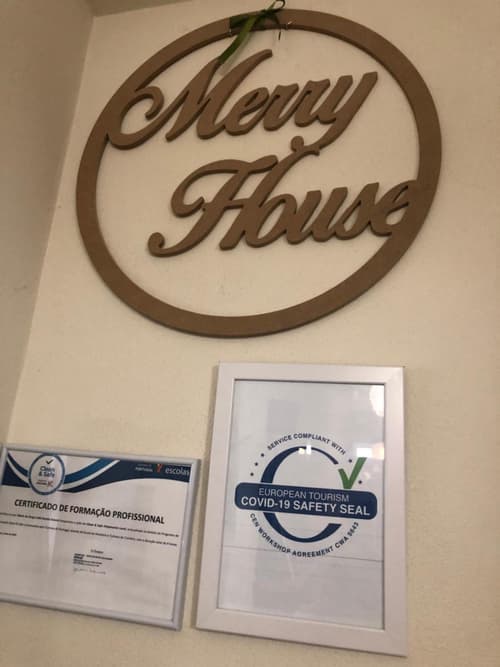 Merry
House
Clean
& Safe
PORTUGAL escolas
CERTIFICADO DE FORMAÇÃO PROFISSIONAL
SERVICE COMPLIANT WITH
EUROPEAN TOURISM
COVID-19 SAFETY SEAL
CEN WORKSHOP AGREEMENT CWA 5643